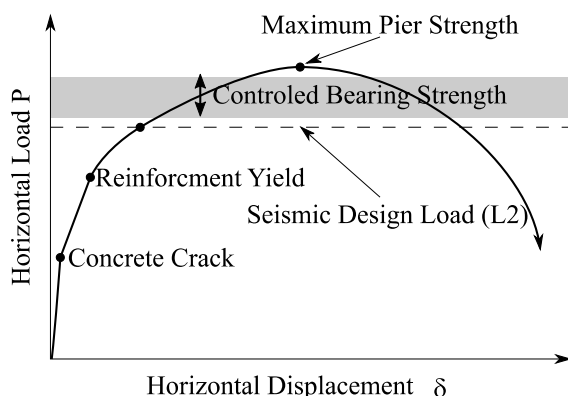 Maximum Pier Strength
Controled Bearing Strength
Reinforcment Yield
Seismic Design Load (L2)
Concrete Crack
Horizontal Load P
Horizontal Displacement δ